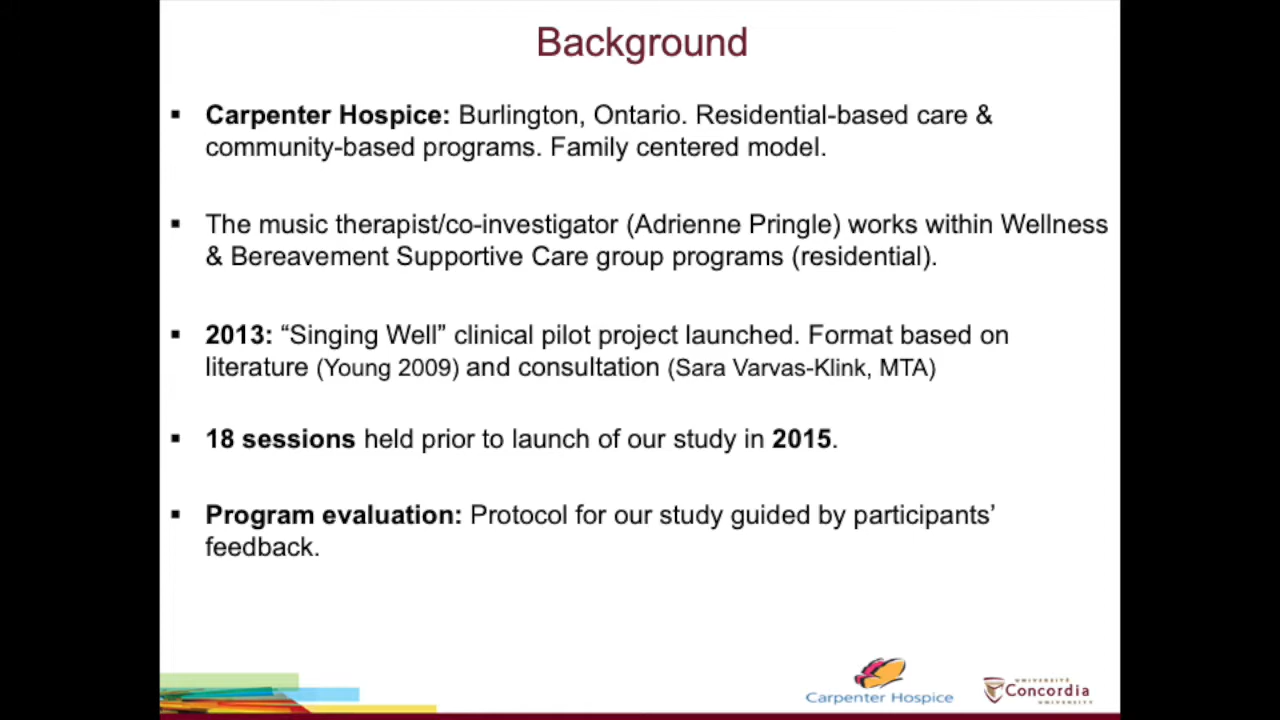 Background
▪ Carpenter Hospice: Burlington, Ontario. Residential-based care &
community-based programs. Family centered model.
▪ The music therapist/co-investigator (Adrienne Pringle) works within Wellness
& Bereavement Supportive Care group programs (residential).
▪ 2013: “Singing Well” clinical pilot project launched. Format based on
literature (Young 2009) and consultation (Sara Varvas-Klink, MTA)
▪ 18 sessions held prior to launch of our study in 2015.
▪ Program evaluation: Protocol for our study guided by participants’
feedback.
Carpenter Hospice
UNIVERSITÉ
Concordia
UNIVERSITY